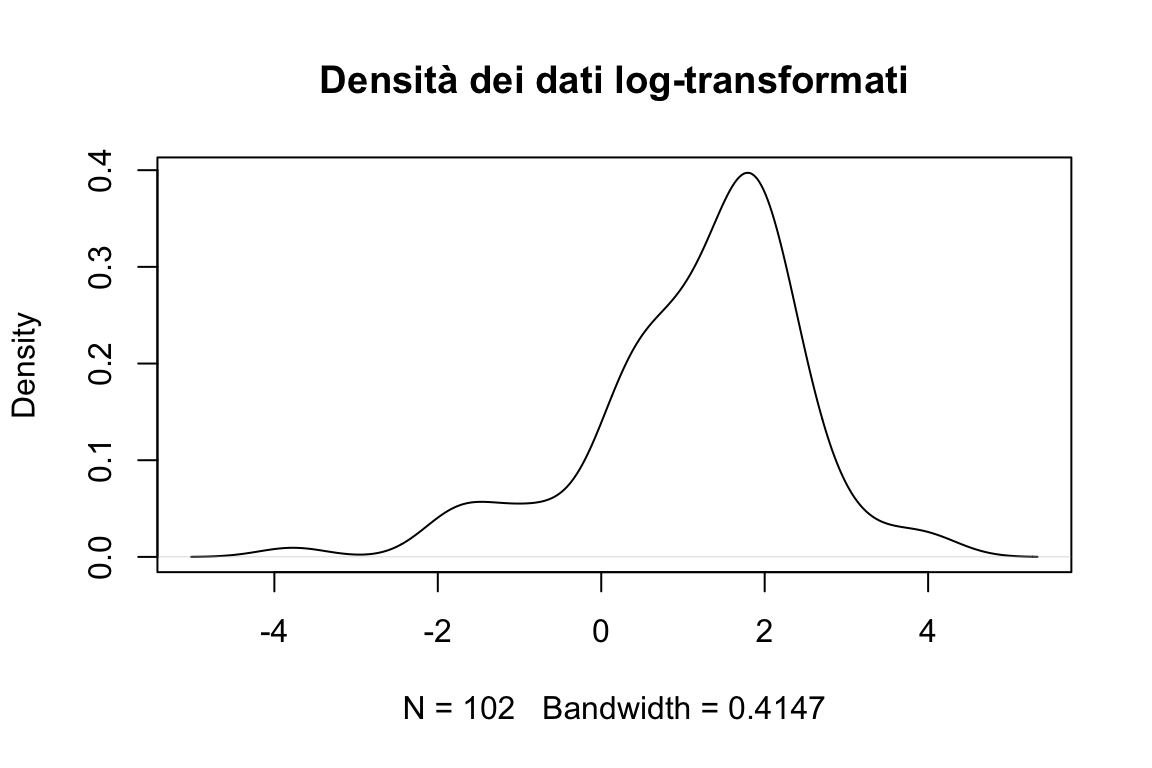 Densità dei dati log-transformati
Density
0.4
0.3
0.2
0.1
0.0
-4 -2 0 2 4
N = 102 Bandwidth = 0.4147